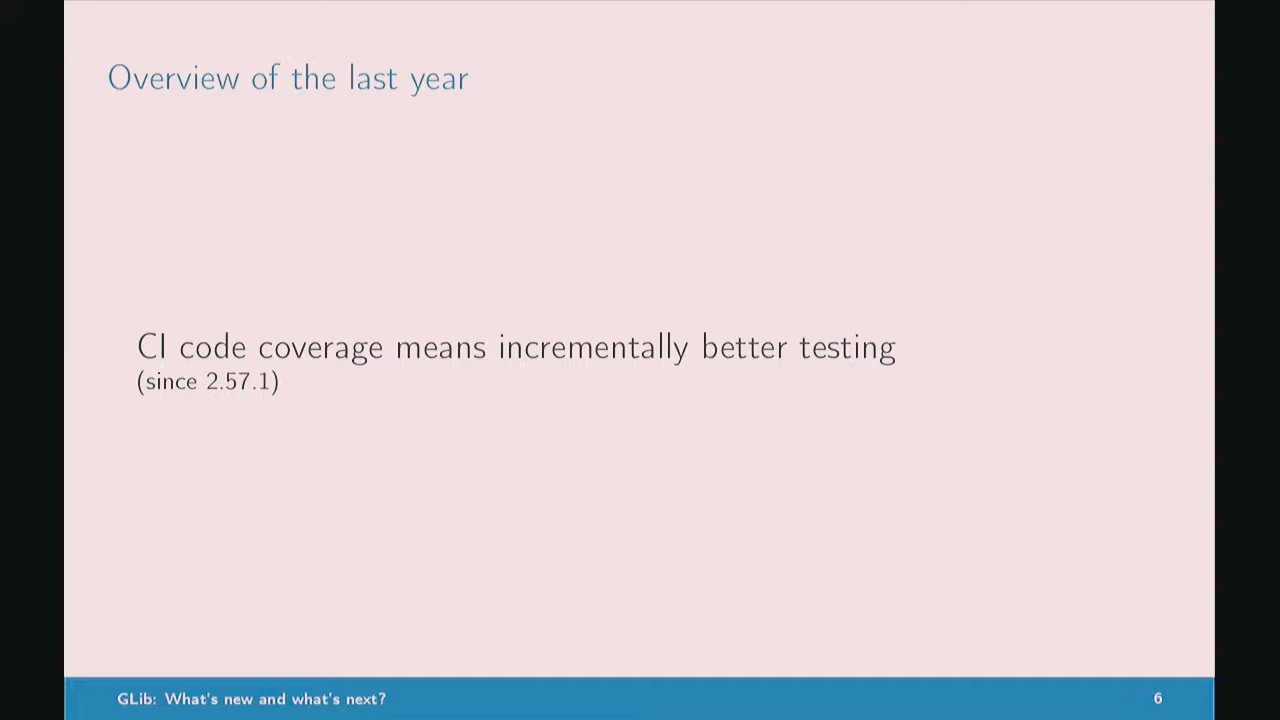 Overview of the last year
CI code coverage means incrementally better testing
(since 2.57.1)
GLib: What's new and what's next?
6